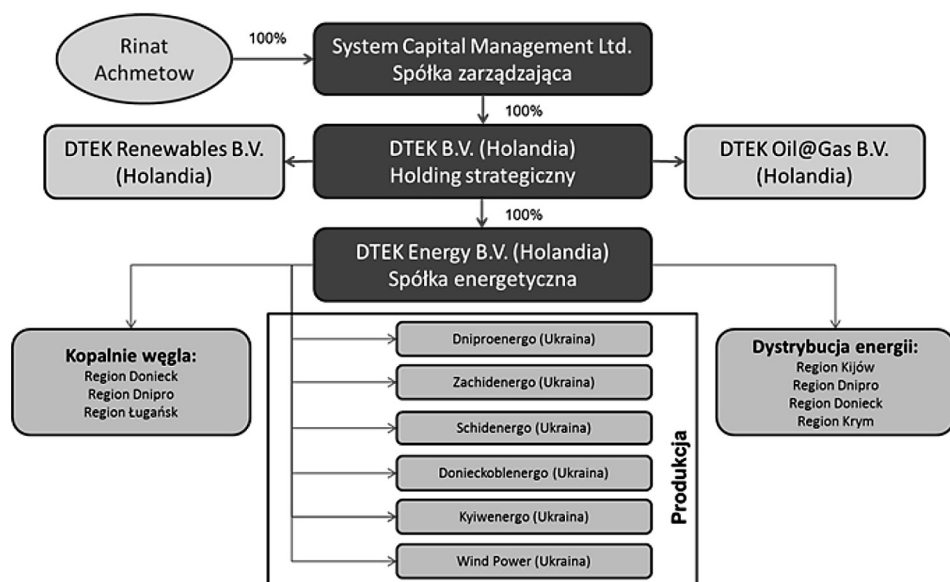 Rinat
Achmetow
100%
System Capital Management Ltd.
Spółka zarządzająca
100%
DTEK Renewables B.V.
(Holandia)
DTEK B.V. (Holandia)
Holding strategiczny
DTEK Oil@Gas B.V.
(Holandia)
100%
DTEK Energy B.V. (Holandia)
Spółka energetyczna
Kopalnie węgla:
Region Donieck
Region Dnipro
Region Ługańsk
Dniproenergo (Ukraina)
Zachidenergo (Ukraina)
Schidenergo (Ukraina)
Donieckoblenergo (Ukraina)
Kyiwenergo (Ukraina)
Wind Power (Ukraina)
Produkcja
Dystrybucja energii:
Region Kijów
Region Dnipro
Region Donieck
Region Krym